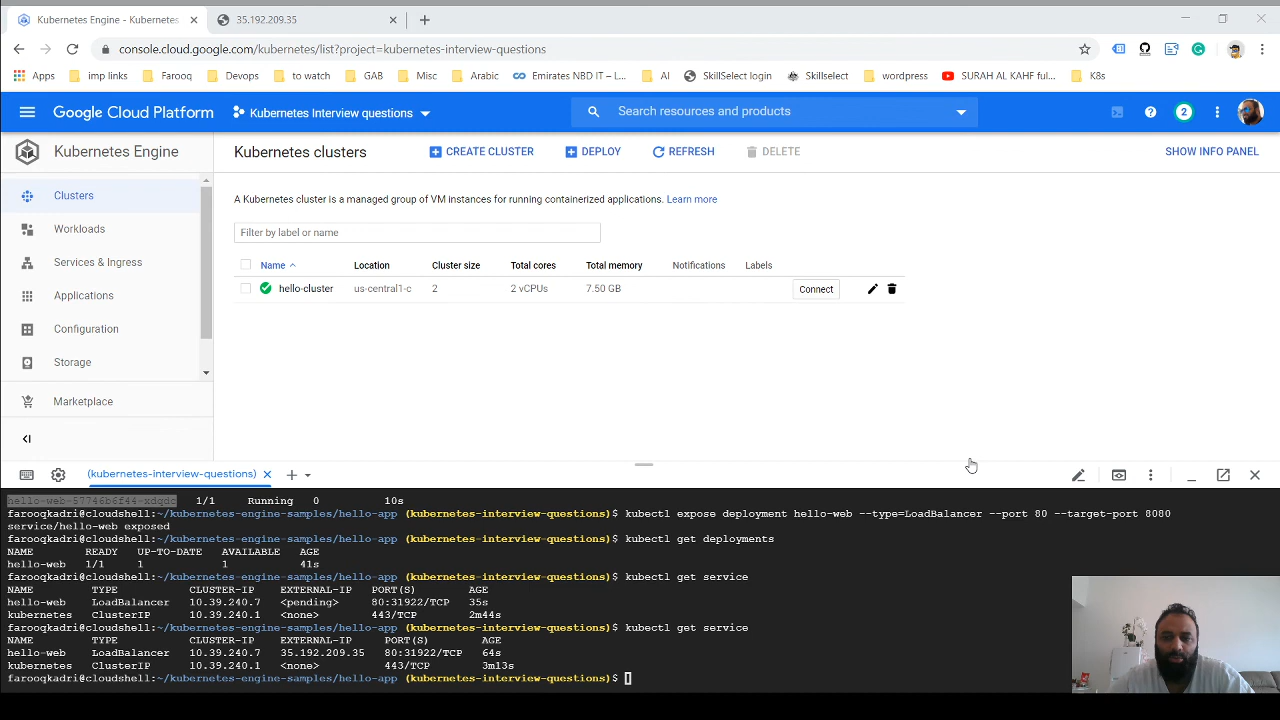 Kubernetes Engine - Kubernetes
35.192.209.35
console.cloud.google.com/kubernetes/list?project=kubernetes-interview-questions
Apps imp links Farooq Devops to watch GAB Misc Arabic Emirates NBD IT – L... AI SkillSelect login Skillselect wordpress SURAH AL KAHF ful... K8s
Google Cloud Platform Kubernetes Interview questions Search resources and products 2
Kubernetes Engine
Kubernetes clusters CREATE CLUSTER DEPLOY REFRESH DELETE SHOW INFO PANEL
Clusters
Workloads
Services & Ingress
Applications
Configuration
Storage
Marketplace
A Kubernetes cluster is a managed group of VM instances for running containerized applications. Learn more
Filter by label or name
Name Location Cluster size Total cores Total memory Notifications Labels
hello-cluster us-central1-c 2 2 vCPUs 7.50 GB Connect
(kubernetes-interview-questions)
hello-web-57746b6f44-xdqdc 1/1 Running 0 10s
farooqkadri@cloudshell:~/kubernetes-engine-samples/hello-app (kubernetes-interview-questions)$ kubectl expose deployment hello-web --type=LoadBalancer --port 80 --target-port 8080
service/hello-web exposed
farooqkadri@cloudshell:~/kubernetes-engine-samples/hello-app (kubernetes-interview-questions)$ kubectl get deployments
NAME READY UP-TO-DATE AVAILABLE AGE
hello-web 1/1 1 1 41s
farooqkadri@cloudshell:~/kubernetes-engine-samples/hello-app (kubernetes-interview-questions)$ kubectl get service
NAME TYPE CLUSTER-IP EXTERNAL-IP PORT(S) AGE
hello-web LoadBalancer 10.39.240.7 <pending> 80:31922/TCP 35s
kubernetes ClusterIP 10.39.240.1 <none> 443/TCP 2m44s
farooqkadri@cloudshell:~/kubernetes-engine-samples/hello-app (kubernetes-interview-questions)$ kubectl get service
NAME TYPE CLUSTER-IP EXTERNAL-IP PORT(S) AGE
hello-web LoadBalancer 10.39.240.7 35.192.209.35 80:31922/TCP 64s
kubernetes ClusterIP 10.39.240.1 <none> 443/TCP 3m13s
farooqkadri@cloudshell:~/kubernetes-engine-samples/hello-app (kubernetes-interview-questions)$